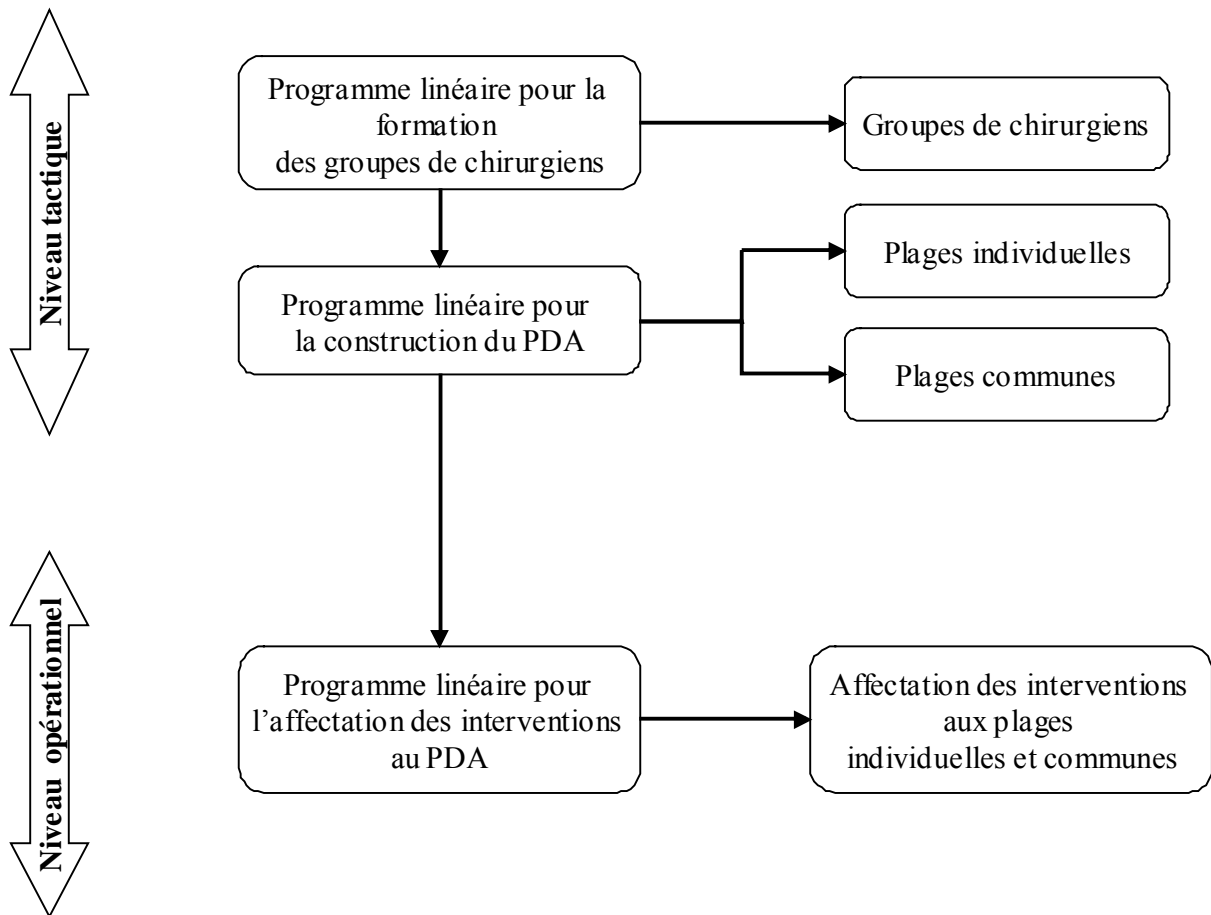 Niveau tactique
Programme linéaire pour la
formation
des groupes de chirurgiens
Groupes de chirurgiens
Programme linéaire pour
la construction du PDA
Plages individuelles
Plages communes
Niveau opérationnel
Programme linéaire pour
l’affectation des interventions
au PDA
Affectation des interventions
aux plages
individuelles et communes